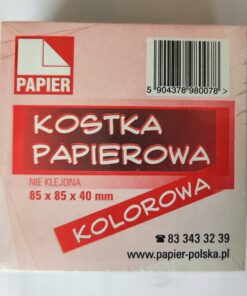 PAPIER
5 904378 980078 >
KOSTKA
PAPIEROWA
NIE KLEJONA
85 x 85 x 40 mm
KOLOROWA
☎ 83 343 32 39
www.papier-polska.pl